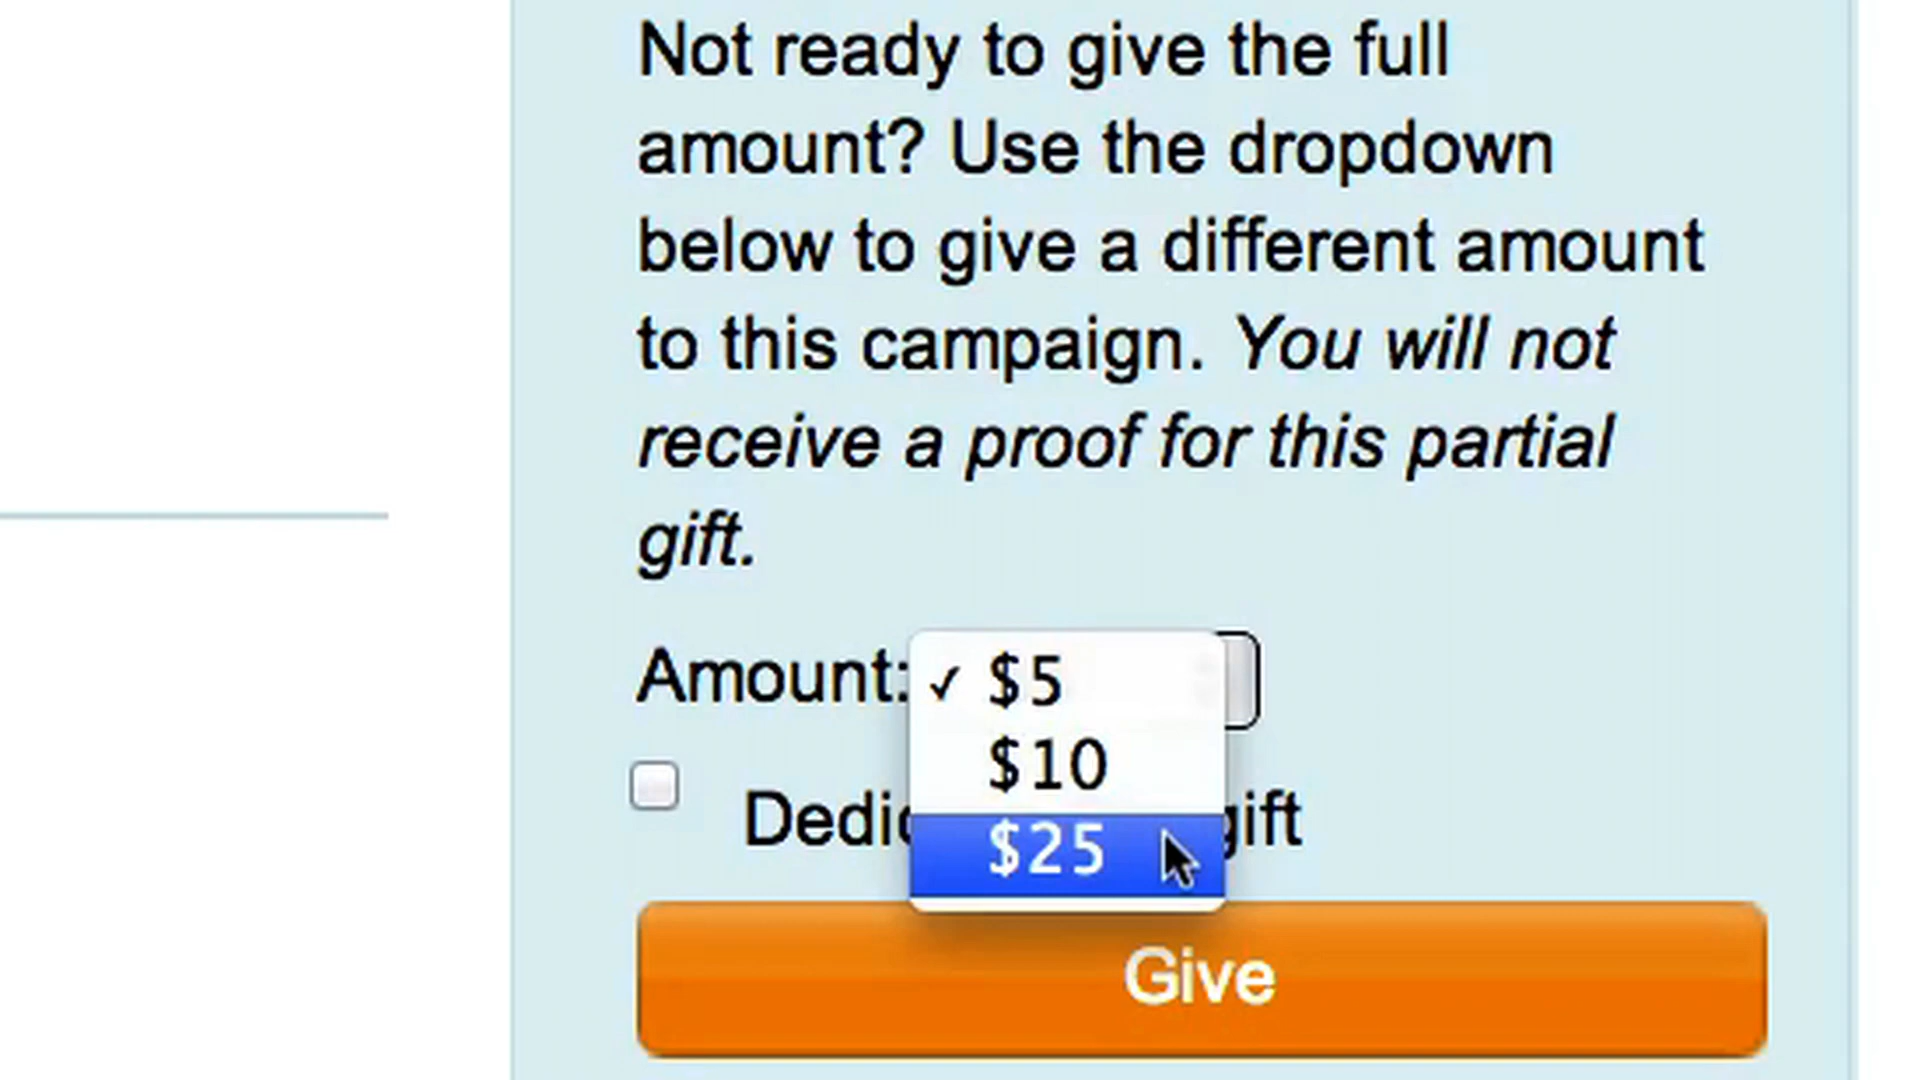 Not ready to give the full
amount? Use the dropdown
below to give a different amount
to this campaign. You will not
receive a proof for this partial
gift.
Amount: ✓ $5
$10
$25
gift
Give